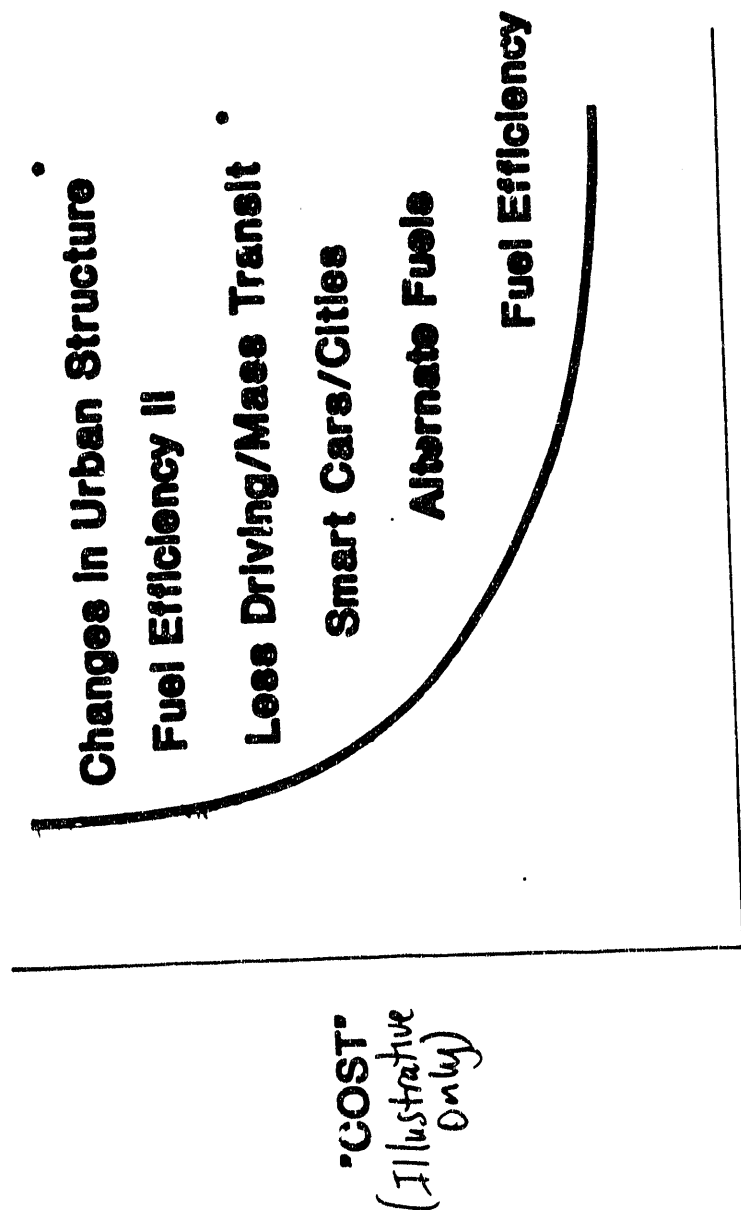 Changes in Urban Structure
Fuel Efficiency II
Less Driving/Mass Transit
Smart Cars/Cities
Alternate Fuels
Fuel Efficiency
"COST"
(Illustrative
only)